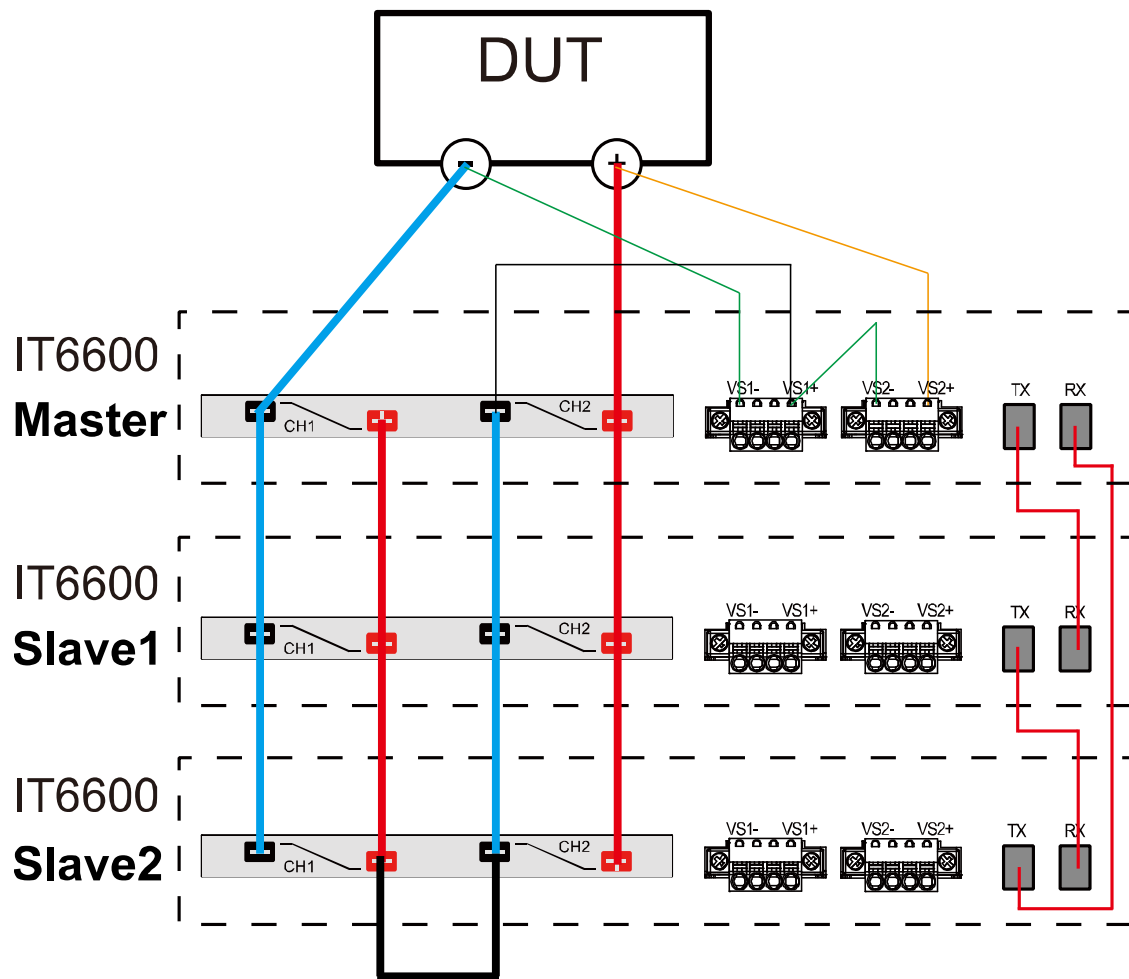 DUT
- +
IT6600
Master
CH1
CH2
VS1- VS1+
VS2- VS2+
TX RX
IT6600
Slave1
CH1
CH2
VS1- VS1+
VS2- VS2+
TX RX
IT6600
Slave2
CH1
CH2
VS1- VS1+
VS2- VS2+
TX RX